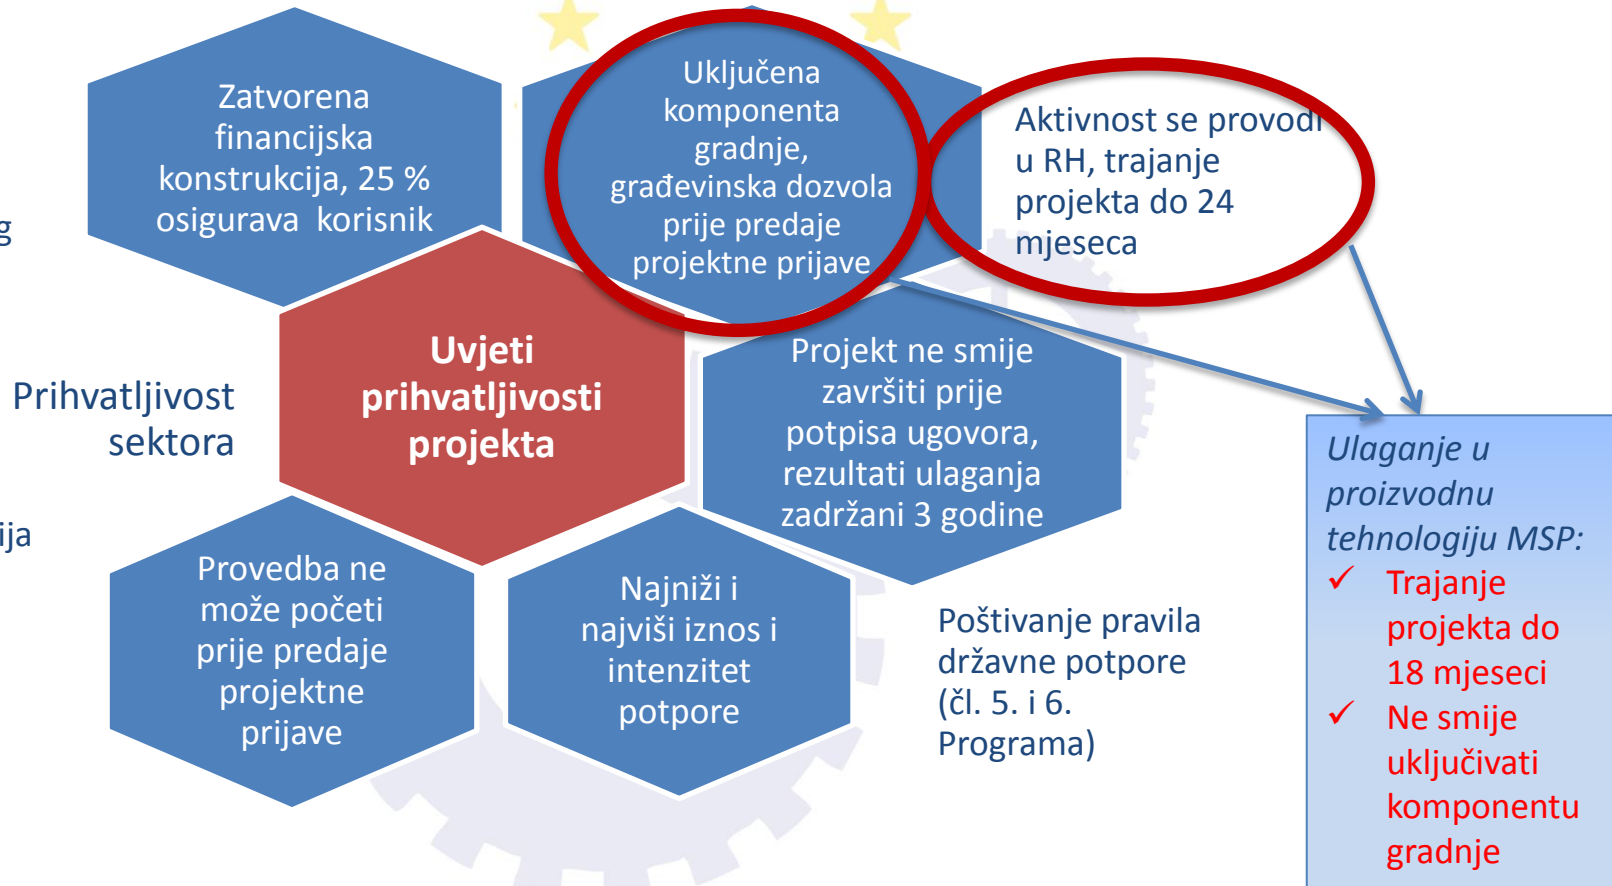 Zatvorena
financijska
konstrukcija, 25 %
osigurava korisnik
Uključena
komponenta
gradnje,
građevinska dozvola
prije predaje
projektne prijave
Aktivnost se provodi
u RH, trajanje
projekta do 24
mjeseca
g
Uvjeti
prihvatljivosti
projekta
Prihvatljivost
sektora
Projekt ne smije
završiti prije
potpisa ugovora,
rezultati ulaganja
zadržani 3 godine
ija
Provedba ne
može početi
prije predaje
projektne
prijave
Najniži i
najviši iznos i
intenzitet
potpore
Poštivanje pravila
državne potpore
(čl. 5. i 6.
Programa)
Ulaganje u
proizvodnu
tehnologiju MSP:
✓ Trajanje
projekta do
18 mjeseci
✓ Ne smije
uključivati
komponentu
gradnje